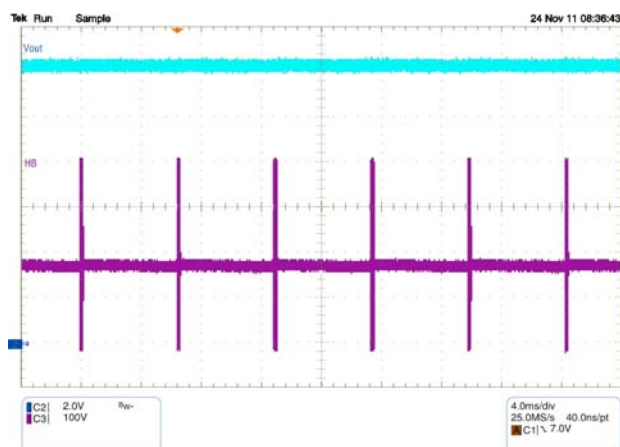 Tek Run Sample 24 Nov 11 08:36:43
Vout
HB
C2 2.0V Bw
C3 100V
4.0ms/div
25.0MS/s 40.0ns/pt
A C1 \ 7.0V